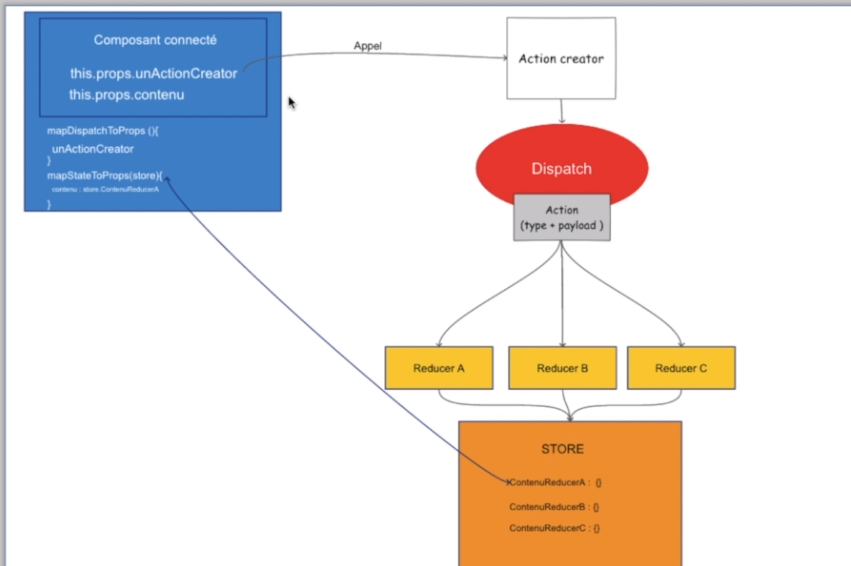 Composant connecté
this.props.unActionCreator
this.props.contenu
mapDispatchToProps (){
unActionCreator
}
mapStateToProps(store){
contenu : store.ContenuReducerA
}
Appel
Action creator
Dispatch
Action
(type + payload )
Reducer A
Reducer B
Reducer C
STORE
ContenuReducerA : {}
ContenuReducerB : {}
ContenuReducerC : {}